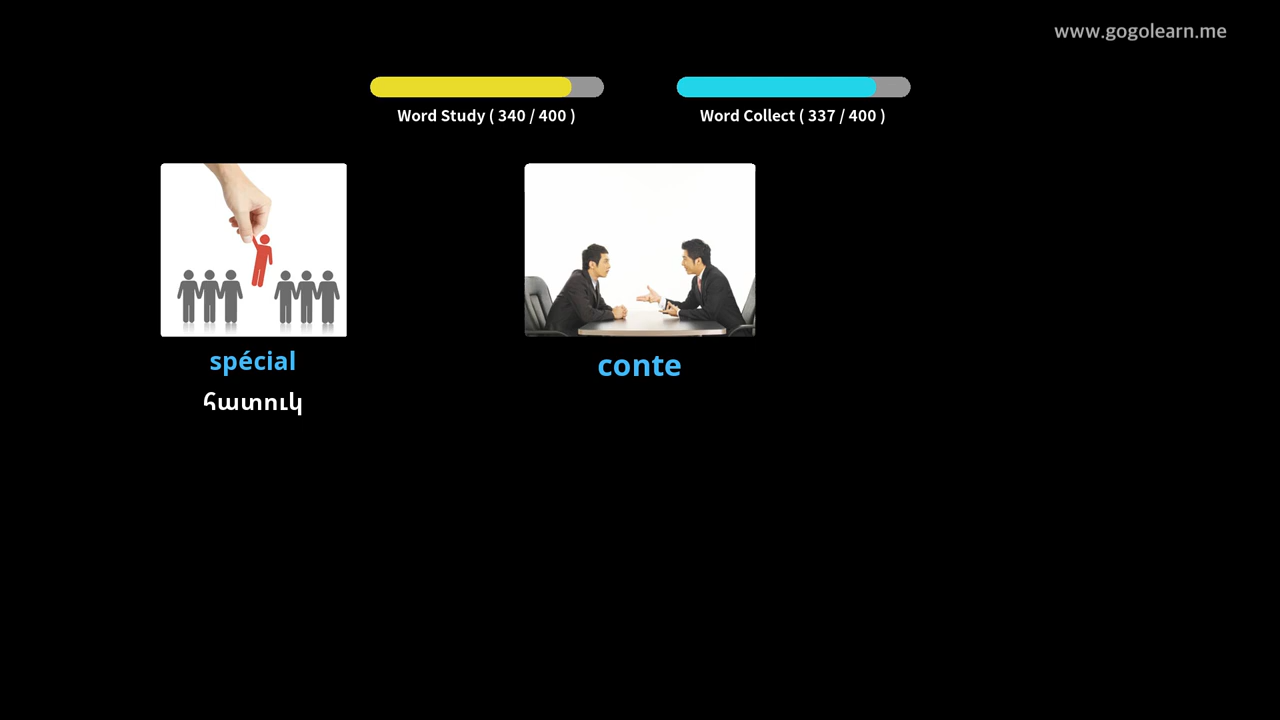 www.gogolearn.me
Word Study ( 340 / 400 )
Word Collect ( 337 / 400 )
spécial
հատուկ
conte